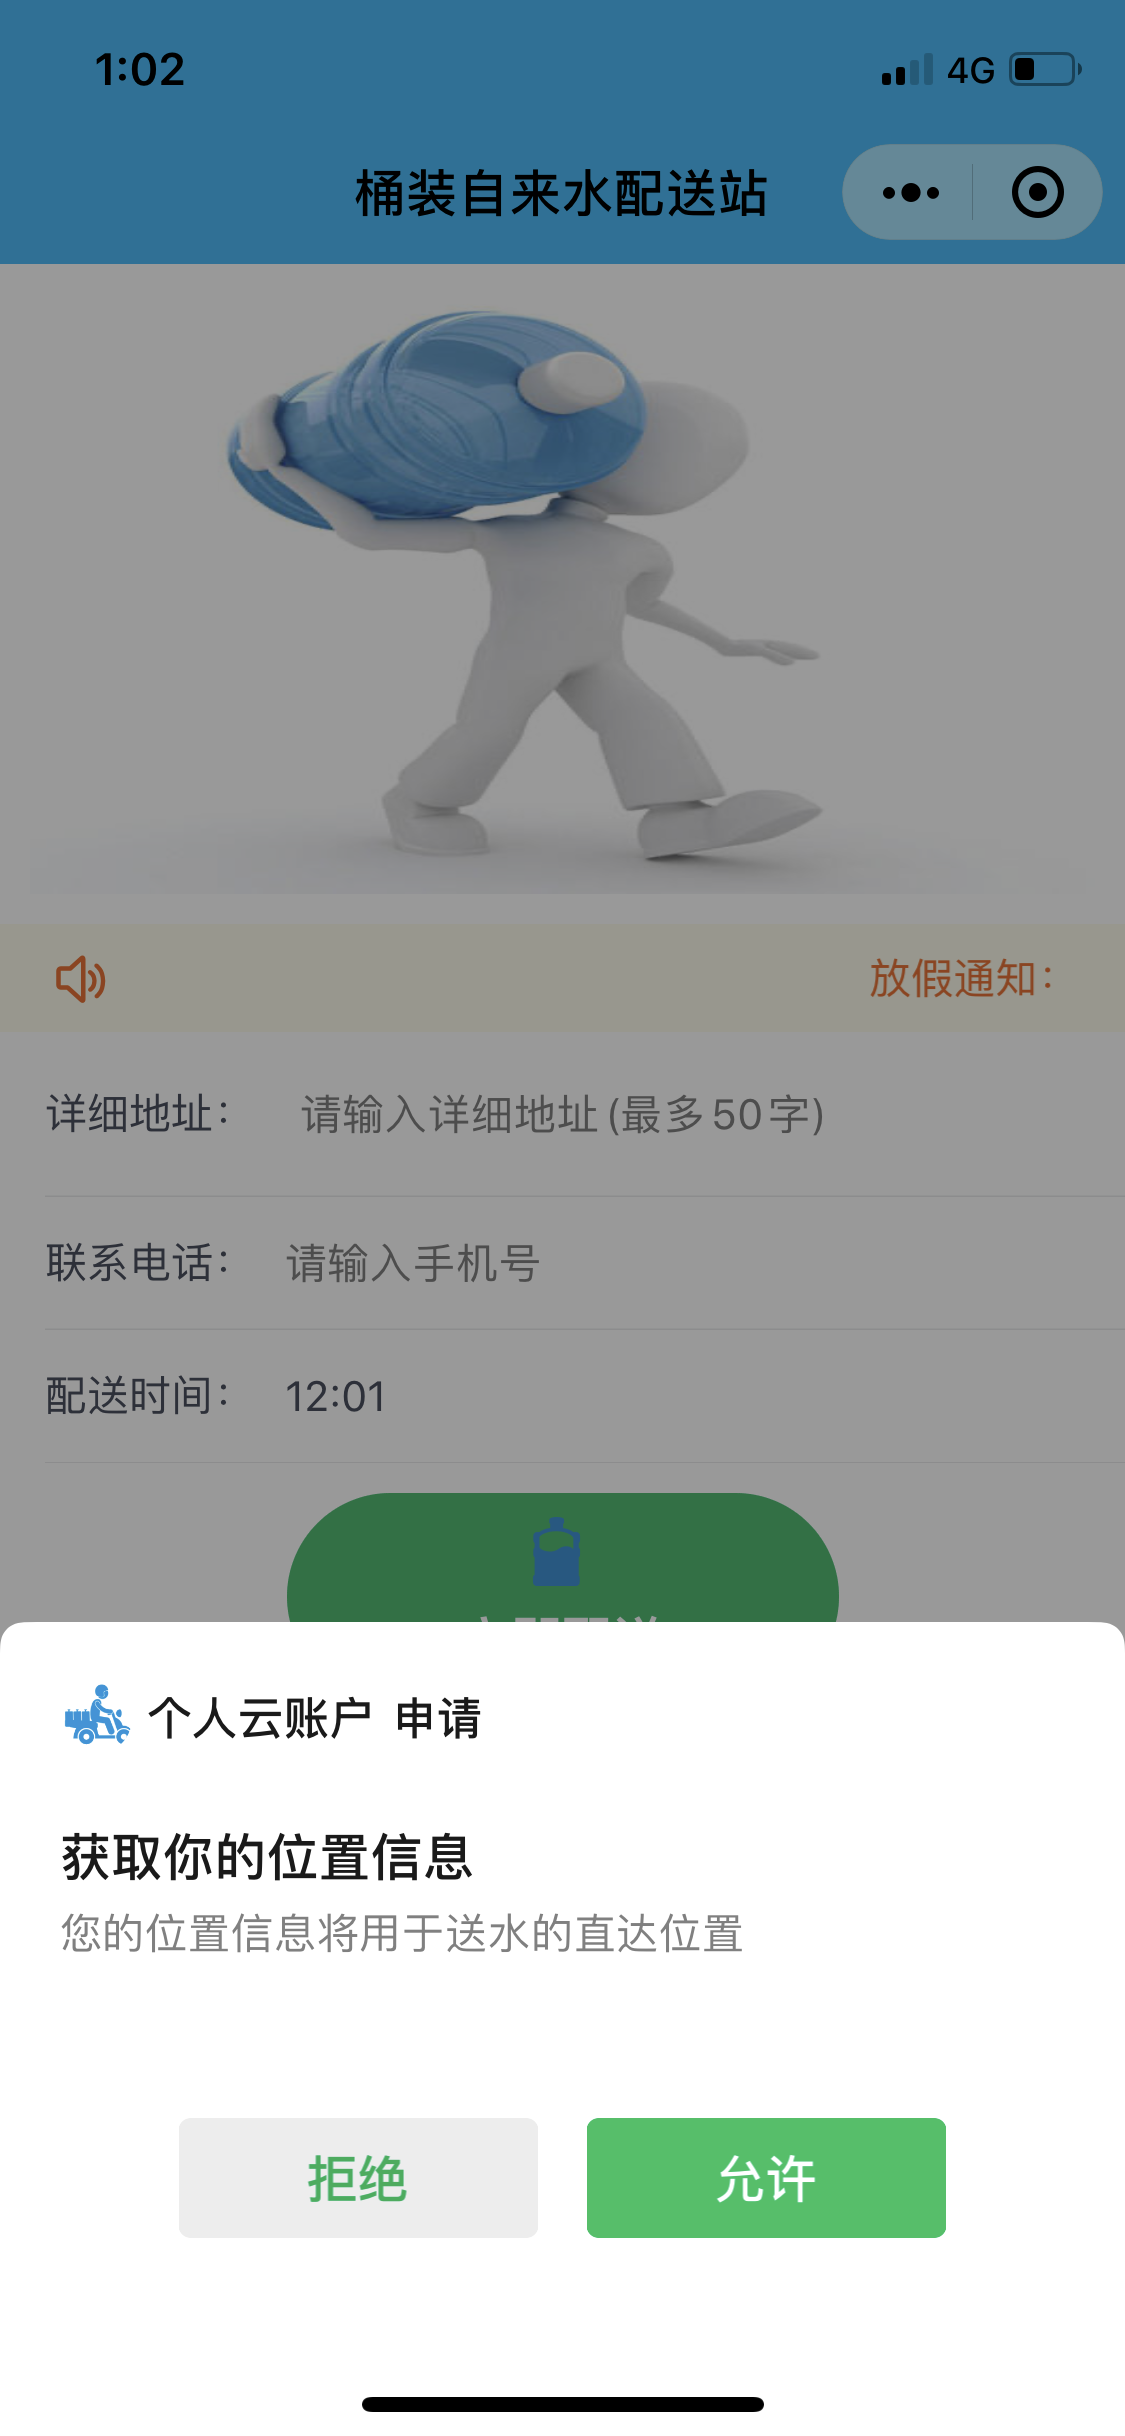 1:02
4G
桶装自来水配送站
放假通知：
详细地址： 请输入详细地址(最多50字)
联系电话： 请输入手机号
配送时间： 12:01
个人云账户 申请
获取你的位置信息
您的位置信息将用于送水的直达位置
拒绝 允许